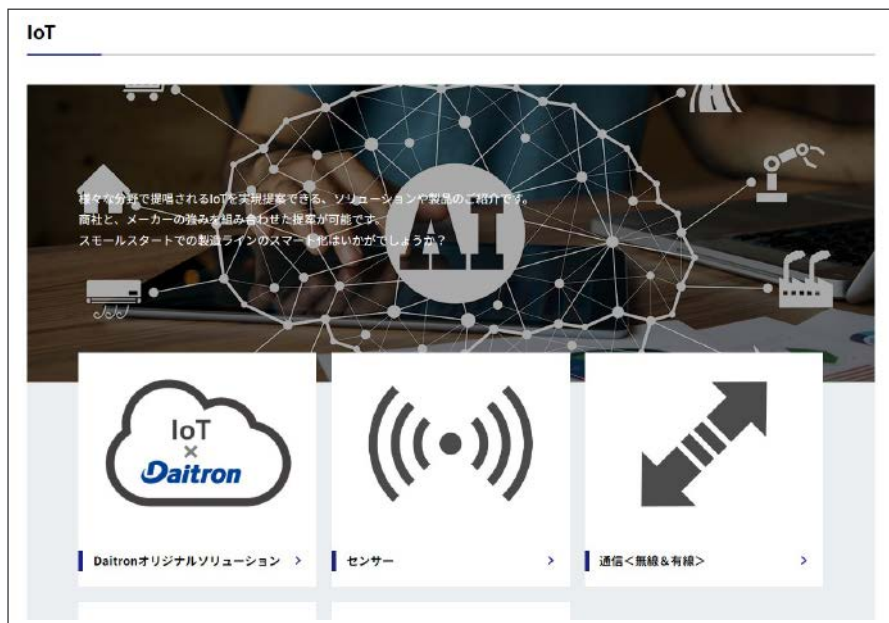 IoT
様々な分野で提唱されるIoTを実現提案できる、ソリューションや製品のご紹介です。
商社と、メーカーの強みを組み合わせた提案が可能です。
スモールスタートでの製造ラインのスマート化はいかがでしょうか?
AI
IoT
×
Daitron
Daitronオリジナルソリューション >
センサー >
通信<無線&有線> >